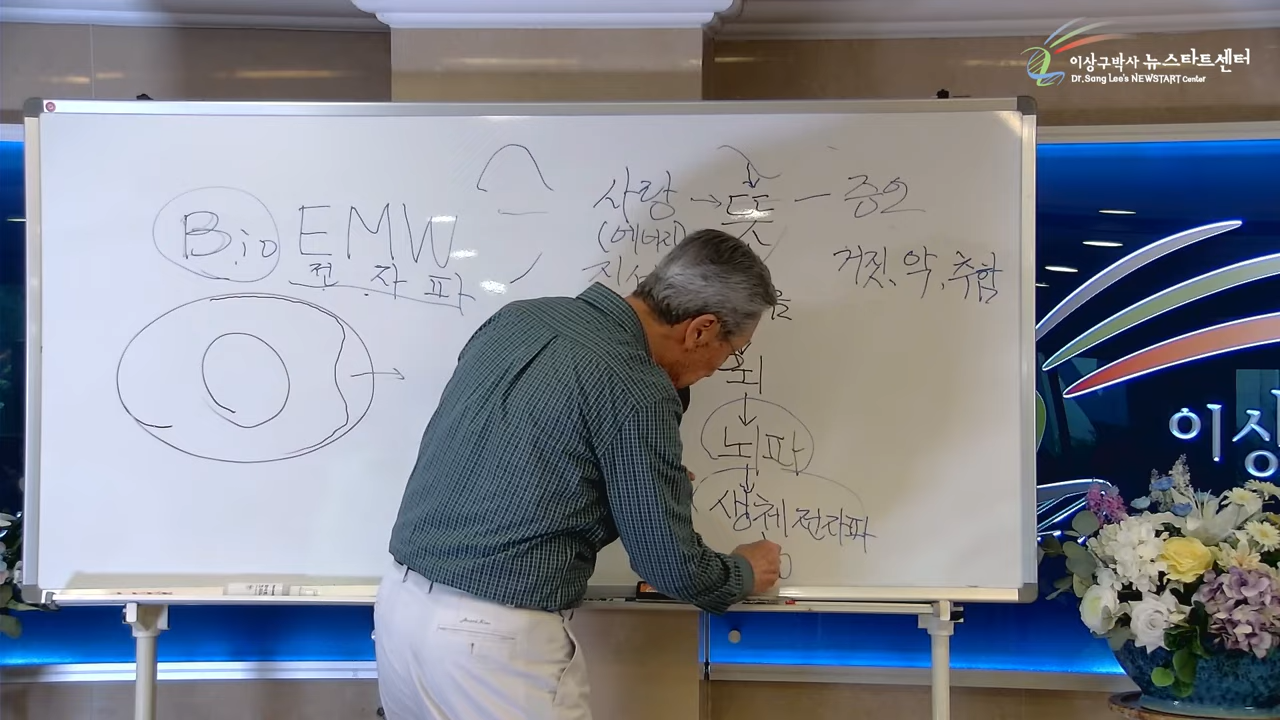 이상구박사 뉴스타트센터
Dr.Sang Lee's NEWSTART Center
Bio EMW
전.자파
사랑 → 뜻 — 증오
(에너지)
거짓, 악, 추함
뇌
뇌파
생체전자파
이상